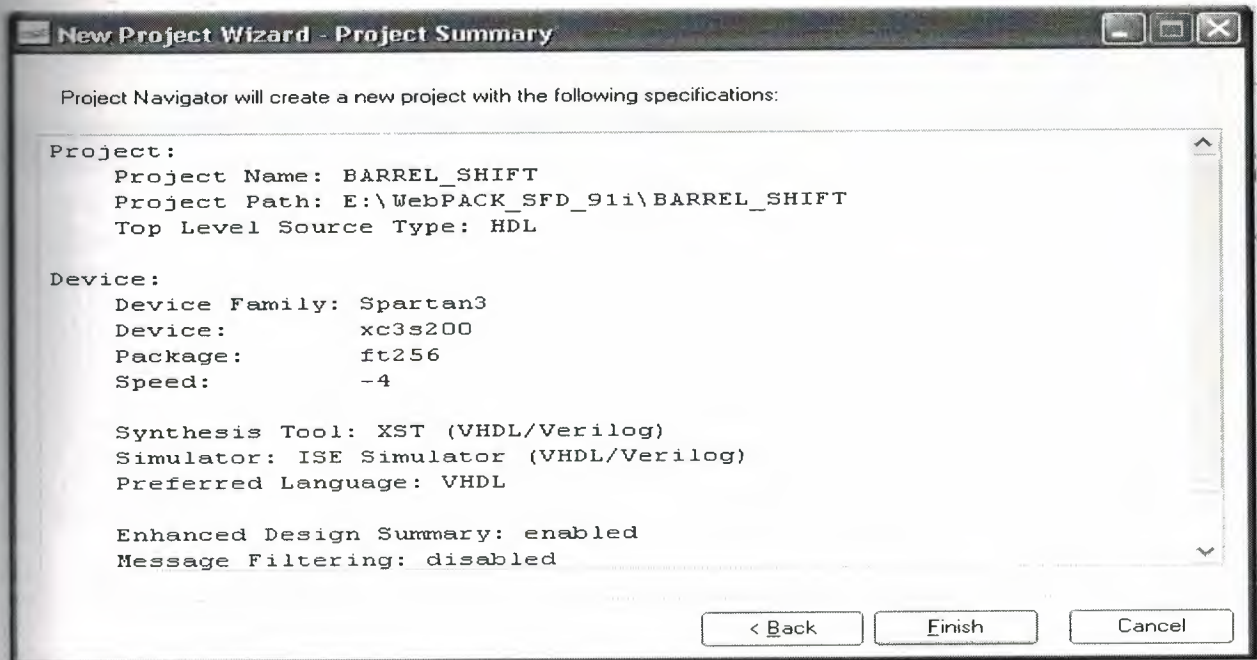 New Project Wizard - Project Summary
Project Navigator will create a new project with the following specifications:
Project:
Project Name: BARREL_SHIFT
Project Path: E:\WebPACK_SFD_91i\BARREL_SHIFT
Top Level Source Type: HDL
Device:
Device Family: Spartan3
Device: xc3s200
Package: ft256
Speed: -4
Synthesis Tool: XST (VHDL/Verilog)
Simulator: ISE Simulator (VHDL/Verilog)
Preferred Language: VHDL
Enhanced Design Summary: enabled
Message Filtering: disabled
< Back Finish Cancel